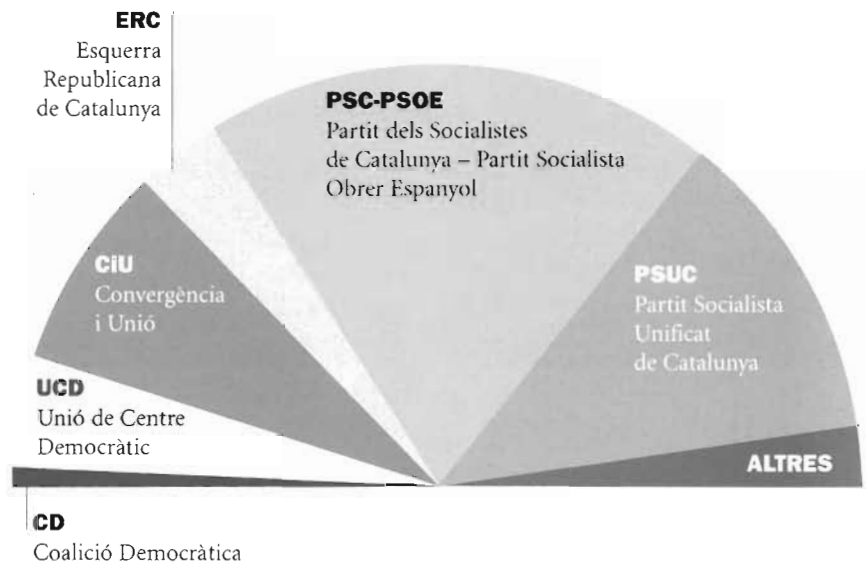 ERC
Esquerra
Republicana
de Catalunya
PSC-PSOE
Partit dels Socialistes
de Catalunya – Partit Socialista
Obrer Espanyol
CiU
Convergència
i Unió
PSUC
Partit Socialista
Unificat
de Catalunya
UCD
Unió de Centre
Democràtic
ALTRES
CD
Coalició Democràtica